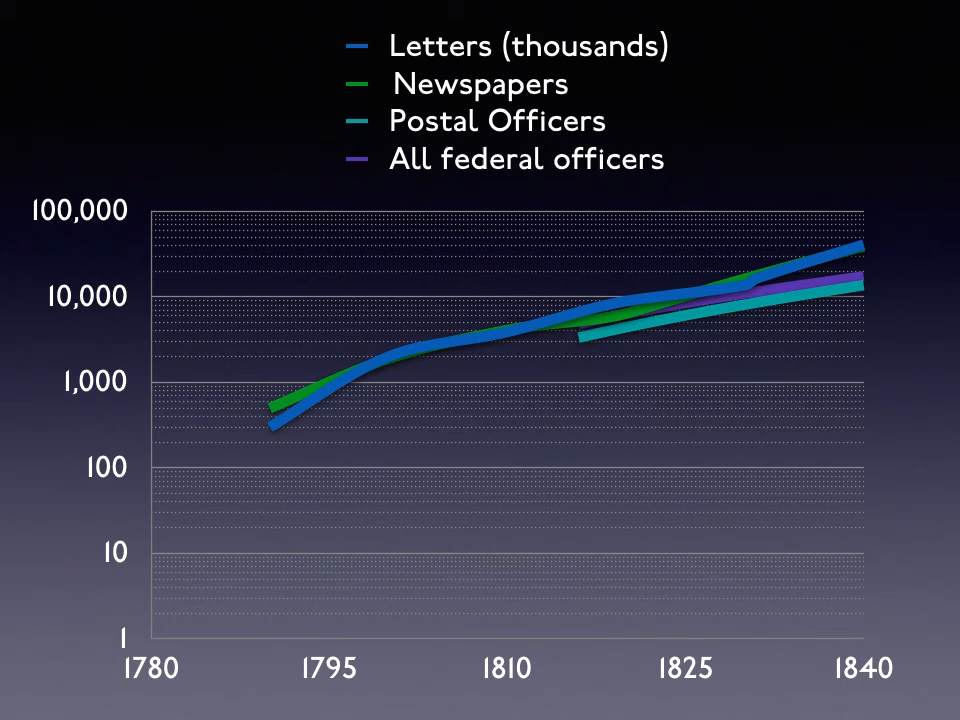 Letters (thousands)
Newspapers
Postal Officers
All federal officers
100,000
10,000
1,000
100
10
1
1780 1795 1810 1825 1840